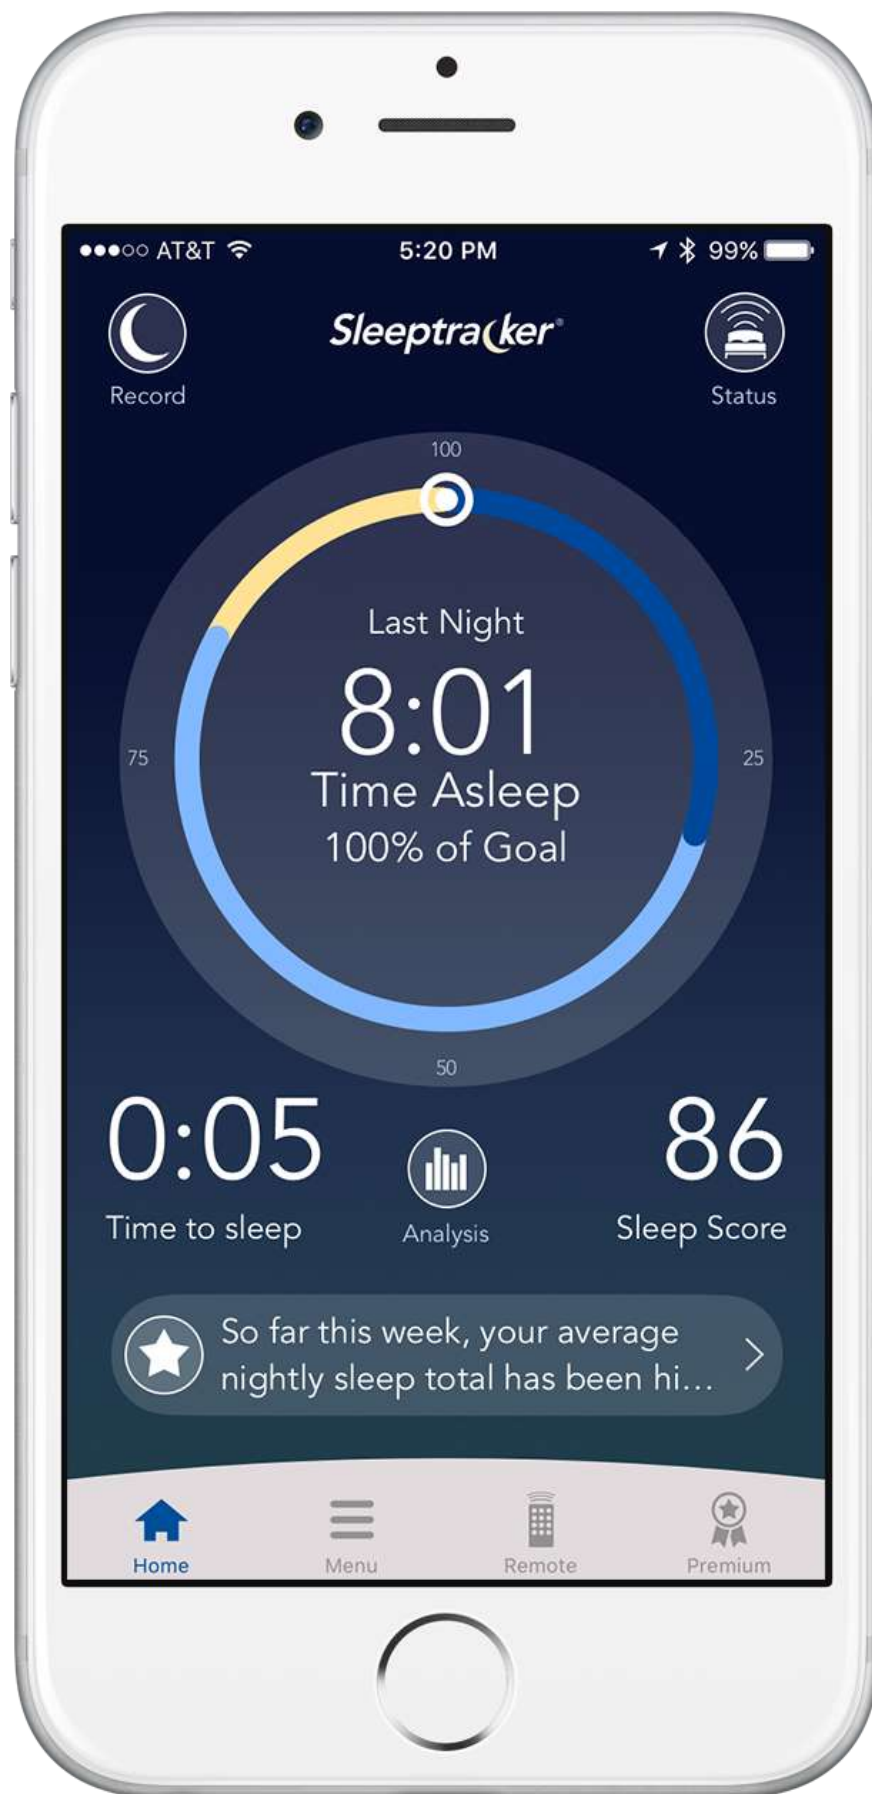 AT&T 5:20 PM 99%
Sleeptracker®
Record
Status
100
Last Night
8:01
75
25
Time Asleep
100% of Goal
50
0:05
86
Time to sleep
Analysis
Sleep Score
So far this week, your average
nightly sleep total has been hi...
Home
Menu
Remote
Premium